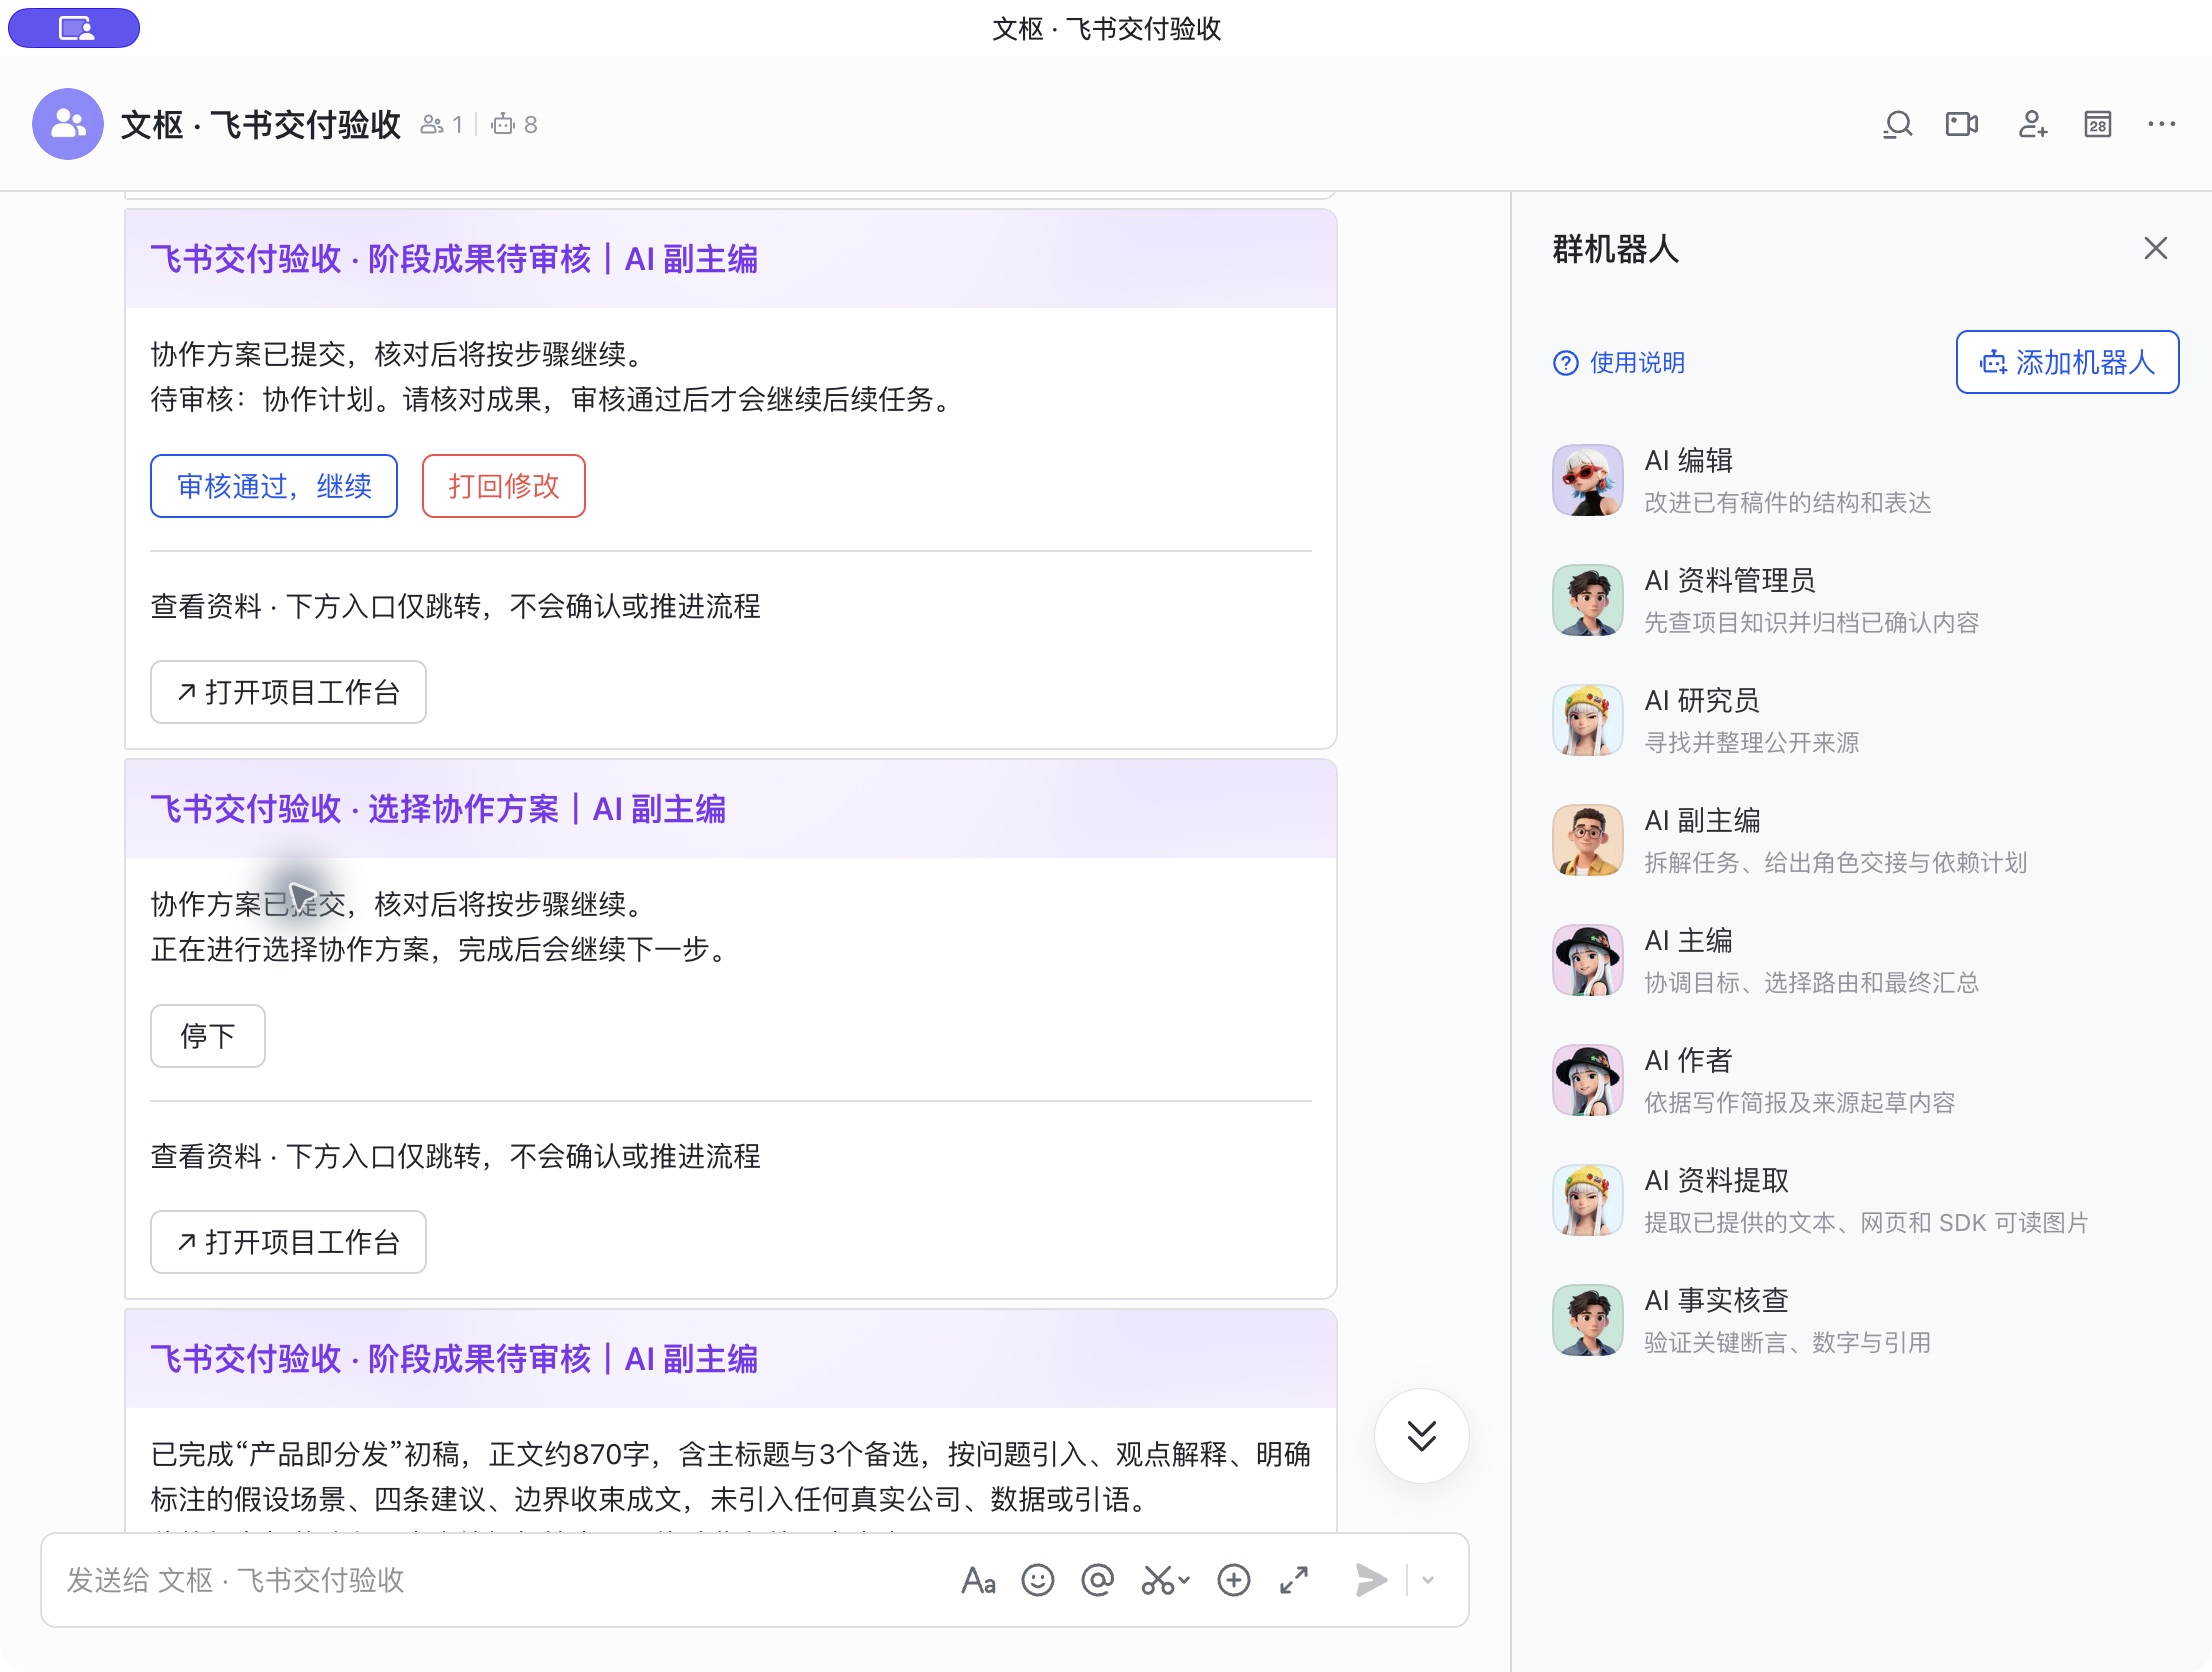 文枢 · 飞书交付验收
文枢 · 飞书交付验收 1 8
28
飞书交付验收 · 阶段成果待审核｜AI 副主编
协作方案已提交，核对后将按步骤继续。
待审核：协作计划。请核对成果，审核通过后才会继续后续任务。
审核通过，继续 打回修改
查看资料 · 下方入口仅跳转，不会确认或推进流程
打开项目工作台
飞书交付验收 · 选择协作方案｜AI 副主编
协作方案已提交，核对后将按步骤继续。
正在进行选择协作方案，完成后会继续下一步。
停下
查看资料 · 下方入口仅跳转，不会确认或推进流程
打开项目工作台
飞书交付验收 · 阶段成果待审核｜AI 副主编
已完成“产品即分发”初稿，正文约870字，含主标题与3个备选，按问题引入、观点解释、明确
标注的假设场景、四条建议、边界收束成文，未引入任何真实公司、数据或引语。
发送给 文枢 · 飞书交付验收
Aa
群机器人
使用说明 添加机器人
AI 编辑
改进已有稿件的结构和表达
AI 资料管理员
先查项目知识并归档已确认内容
AI 研究员
寻找并整理公开来源
AI 副主编
拆解任务、给出角色交接与依赖计划
AI 主编
协调目标、选择路由和最终汇总
AI 作者
依据写作简报及来源起草内容
AI 资料提取
提取已提供的文本、网页和 SDK 可读图片
AI 事实核查
验证关键断言、数字与引用